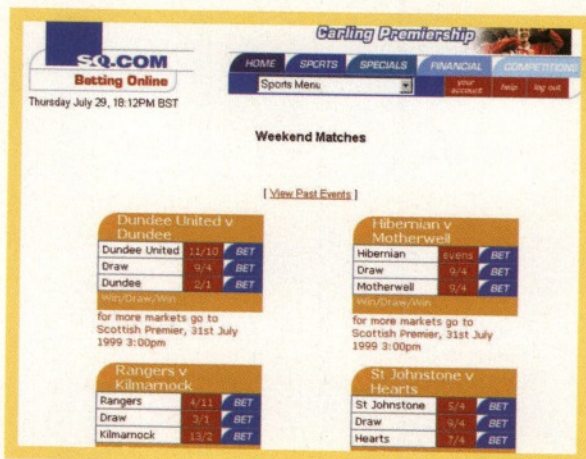 Carling Premiership
SQ.COM
Betting Online
HOME SPORTS SPECIALS FINANCIAL COMPETITIONS
Sports Menu
your account help log out
Thursday July 29, 18:12PM BST
Weekend Matches
[ View Past Events ]
Dundee United v
Dundee
Dundee United 11/10 BET
Draw 9/4 BET
Dundee 2/1 BET
Win/Draw/Win
for more markets go to
Scottish Premier, 31st July
1999 3:00pm
Hibernian v
Motherwell
Hibernian evens BET
Draw 9/4 BET
Motherwell 9/4 BET
Win/Draw/Win
for more markets go to
Scottish Premier, 31st July
1999 3:00pm
Rangers v
Kilmarnock
Rangers 4/11 BET
Draw 3/1 BET
Kilmarnock 13/2 BET
St Johnstone v
Hearts
St Johnstone 5/4 BET
Draw 9/4 BET
Hearts 7/4 BET